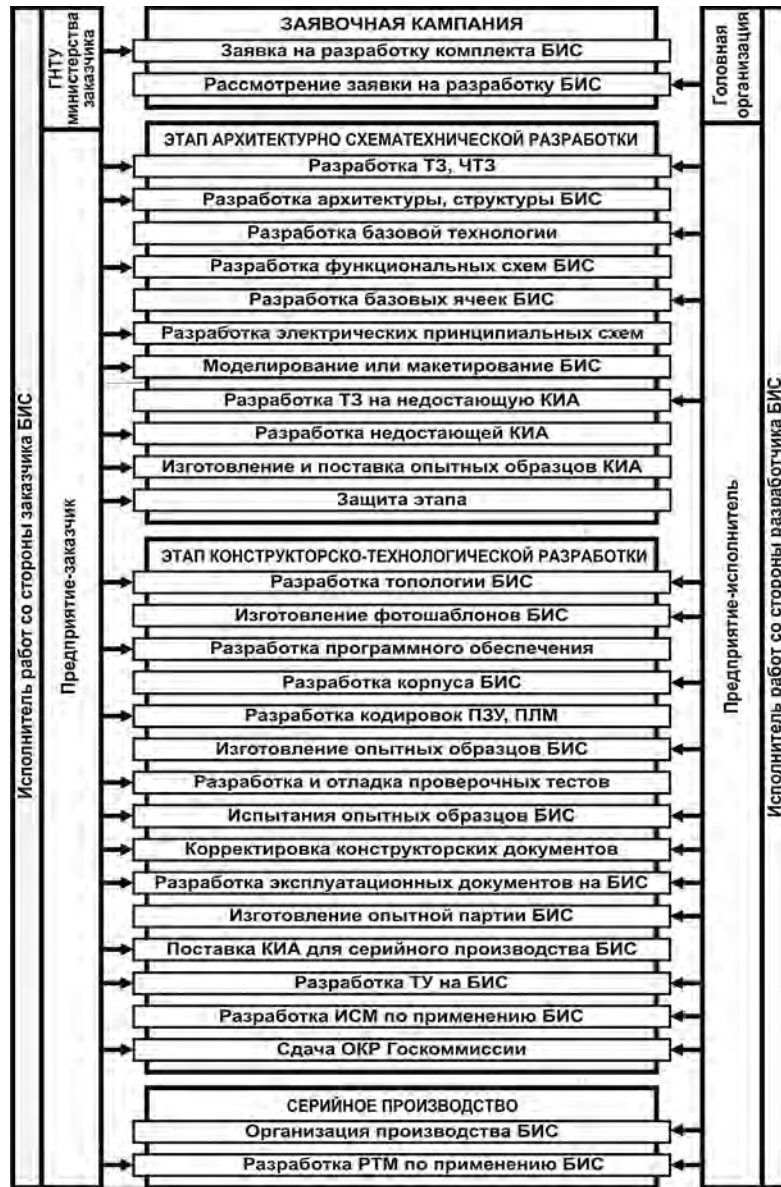 ЗАЯВОЧНАЯ КАМПАНИЯ
Заявка на разработку комплекта БИС
Рассмотрение заявки на разработку БИС
ГНТУ
министерства
заказчика
Головная
организация
ЭТАП АРХИТЕКТУРНО СХЕМАТЕХНИЧЕСКОЙ РАЗРАБОТКИ
Разработка ТЗ, ЧТЗ
Разработка архитектуры, структуры БИС
Разработка базовой технологии
Разработка функциональных схем БИС
Разработка базовых ячеек БИС
Разработка электрических принципиальных схем
Моделирование или макетирование БИС
Разработка ТЗ на недостающую КИА
Разработка недостающей КИА
Изготовление и поставка опытных образцов КИА
Защита этапа
ЭТАП КОНСТРУКТОРСКО-ТЕХНОЛОГИЧЕСКОЙ РАЗРАБОТКИ
Разработка топологии БИС
Изготовление фотошаблонов БИС
Разработка программного обеспечения
Разработка корпуса БИС
Разработка кодировок ПЗУ, ПЛМ
Изготовление опытных образцов БИС
Разработка и отладка проверочных тестов
Испытания опытных образцов БИС
Корректировка конструкторских документов
Разработка эксплуатационных документов на БИС
Изготовление опытной партии БИС
Поставка КИА для серийного производства БИС
Разработка ТУ на БИС
Разработка ИСМ по применению БИС
Сдача ОКР Госкоммиссии
СЕРИЙНОЕ ПРОИЗВОДСТВО
Организация производства БИС
Разработка РТМ по применению БИС
Исполнитель работ со стороны заказчика БИС.
Предприятие-заказчик
Предприятие-исполнитель
Исполнитель работ со стороны разработчика БИС